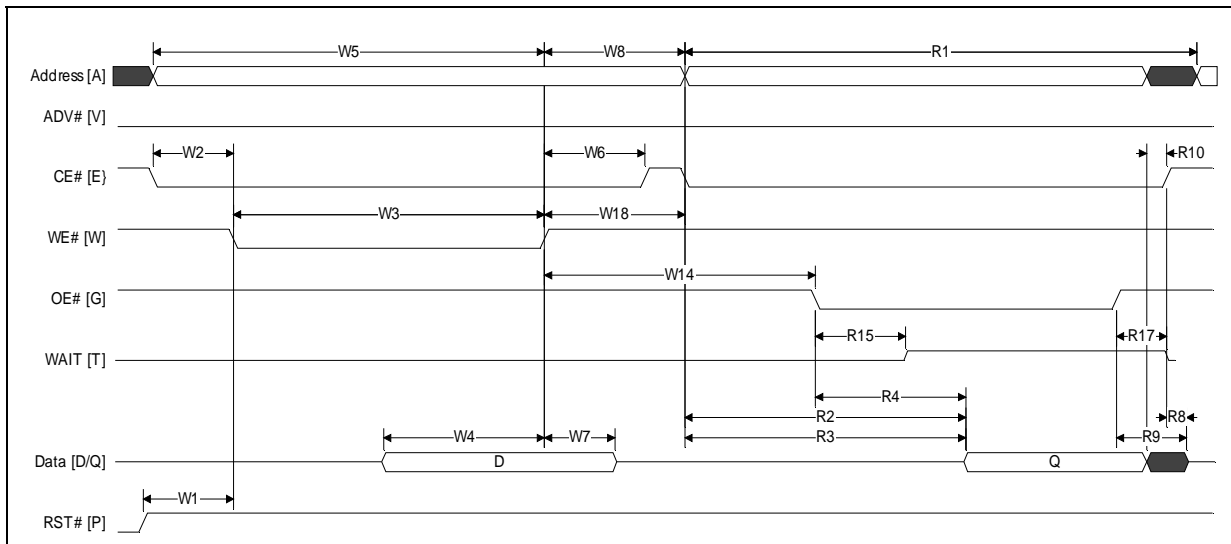 W5 W8 R1
Address [A]
ADV# [V]
W2 W6 R10
CE# [E}
W3 W18
WE# [W]
W14
OE# [G]
R15 R17
WAIT [T]
R4
R2 R8
W4 W7 R3 R9
Data [D/Q] D Q
W1
RST# [P]